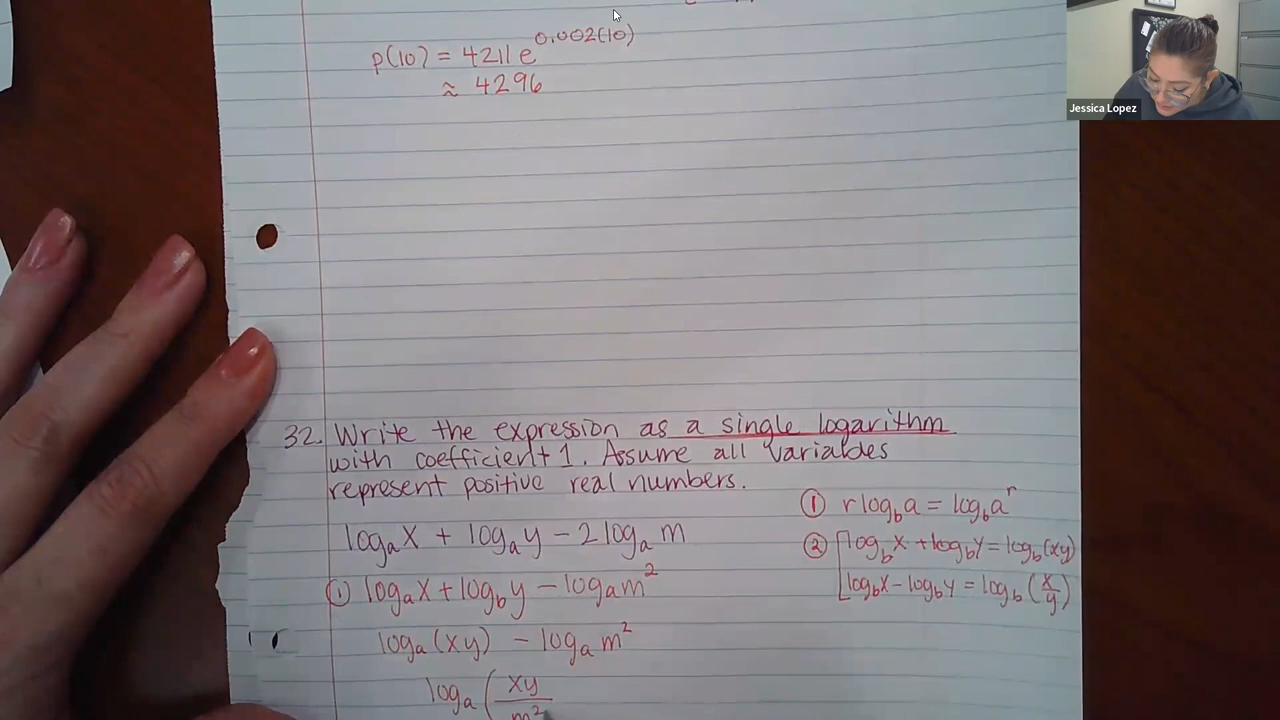 p(10) = 4211 e^0.002(10)
≈ 4296
Jessica Lopez
32. Write the expression as a single logarithm
with coefficient 1. Assume all variables
represent positive real numbers.
log_a X + log_a y − 2 log_a m
① log_a X + log_b y − log_a m²
log_a (xy) − log_a m²
log_a ( xy / m²
① r log_b a = log_b a^r
② log_b X + log_b Y = log_b (xy)
log_b X − log_b Y = log_b (x/y)